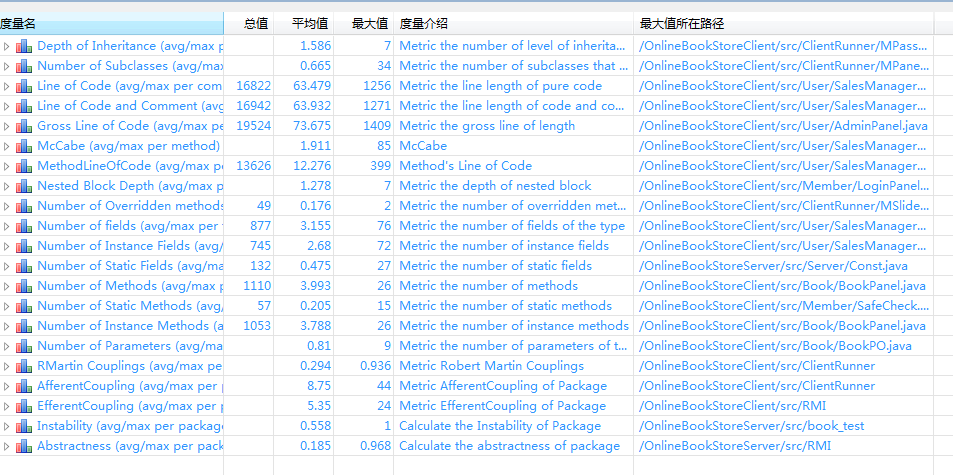 度量名 总值 平均值 最大值 度量介绍 最大值所在路径
Depth of Inheritance (avg/max p 1.586 7 Metric the number of level of inherita... /OnlineBookStoreClient/src/ClientRunner/MPass...
Number of Subclasses (avg/max 0.665 34 Metric the number of subclasses that ... /OnlineBookStoreClient/src/ClientRunner/MPane...
Line of Code (avg/max per com 16822 63.479 1256 Metric the line length of pure code /OnlineBookStoreClient/src/User/SalesManager...
Line of Code and Comment (avg 16942 63.932 1271 Metric the line length of code and co... /OnlineBookStoreClient/src/User/SalesManager...
Gross Line of Code (avg/max pe 19524 73.675 1409 Metric the gross line of length /OnlineBookStoreClient/src/User/AdminPanel.java
McCabe (avg/max per method) 1.911 85 McCabe /OnlineBookStoreClient/src/User/SalesManager...
MethodLineOfCode (avg/max pe 13626 12.276 399 Method's Line of Code /OnlineBookStoreClient/src/User/SalesManager...
Nested Block Depth (avg/max p 1.278 7 Metric the depth of nested block /OnlineBookStoreClient/src/Member/LoginPanel...
Number of Overridden methods 49 0.176 2 Metric the number of overridden met... /OnlineBookStoreClient/src/ClientRunner/MSlide...
Number of fields (avg/max per 877 3.155 76 Metric the number of fields of the type /OnlineBookStoreClient/src/User/SalesManager...
Number of Instance Fields (avg/ 745 2.68 72 Metric the number of instance fields /OnlineBookStoreClient/src/User/SalesManager...
Number of Static Fields (avg/ma 132 0.475 27 Metric the number of static fields /OnlineBookStoreServer/src/Server/Const.java
Number of Methods (avg/max pe 1110 3.993 26 Metric the number of methods /OnlineBookStoreClient/src/Book/BookPanel.java
Number of Static Methods (avg/ 57 0.205 15 Metric the number of static methods /OnlineBookStoreClient/src/Member/SafeCheck....
Number of Instance Methods (a 1053 3.788 26 Metric the number of instance methods /OnlineBookStoreClient/src/Book/BookPanel.java
Number of Parameters (avg/ma 0.81 9 Metric the number of parameters of t... /OnlineBookStoreClient/src/Book/BookPO.java
RMartin Couplings (avg/max pe 0.294 0.936 Metric Robert Martin Couplings /OnlineBookStoreClient/src/ClientRunner
AfferentCoupling (avg/max per 8.75 44 Metric AfferentCoupling of Package /OnlineBookStoreClient/src/ClientRunner
EfferentCoupling (avg/max per p 5.35 24 Metric EfferentCoupling of Package /OnlineBookStoreClient/src/RMI
Instability (avg/max per package 0.558 1 Calculate the Instability of Package /OnlineBookStoreServer/src/book_test
Abstractness (avg/max per pack 0.185 0.968 Calculate the abstractness of package /OnlineBookStoreServer/src/RMI